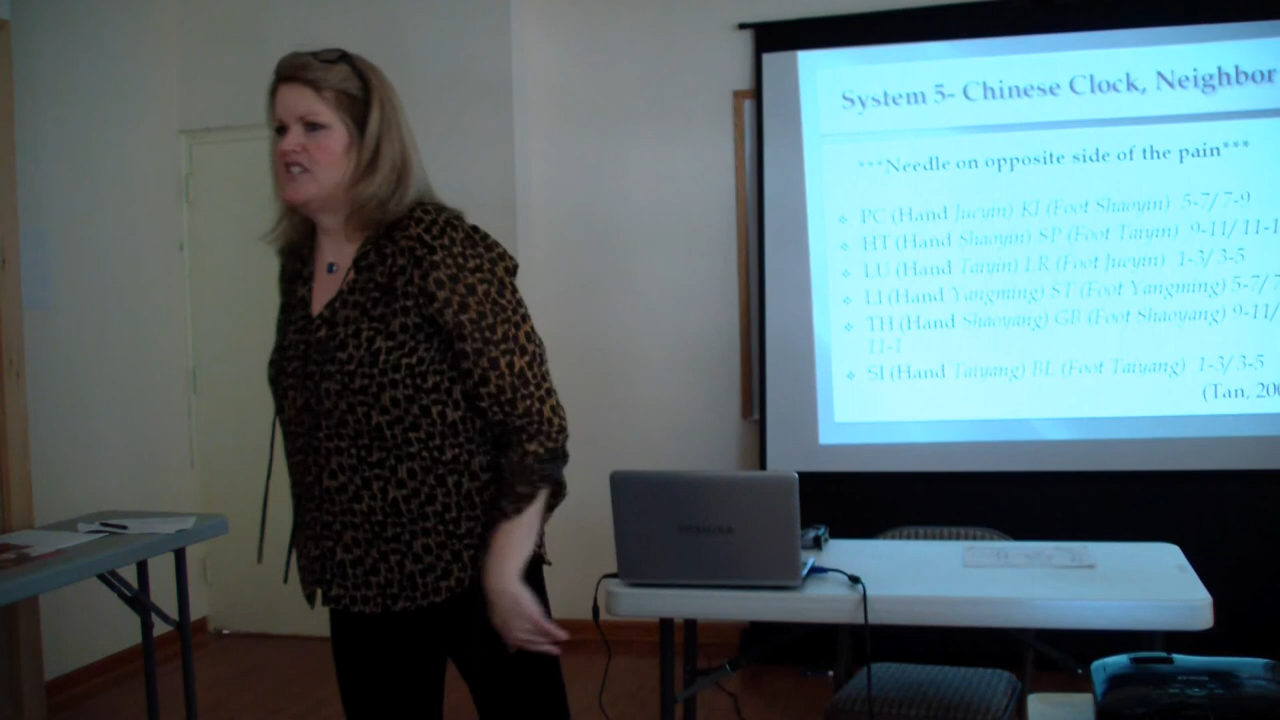 System 5- Chinese Clock, Neighbor
***Needle on opposite side of the pain***
❖ PC (Hand Jueyin) KI (Foot Shaoyin) 5-7/ 7-9
❖ HT (Hand Shaoyin) SP (Foot Taiyin) 9-11/ 11-1
❖ LU (Hand Taiyin) LR (Foot Jueyin) 1-3/ 3-5
❖ LI (Hand Yangming) ST (Foot Yangming) 5-7/ 7
❖ TH (Hand Shaoyang) GB (Foot Shaoyang) 9-11/
11-1
❖ SI (Hand Taiyang) BL (Foot Taiyang) 1-3/ 3-5
(Tan, 200
TOSHIBA